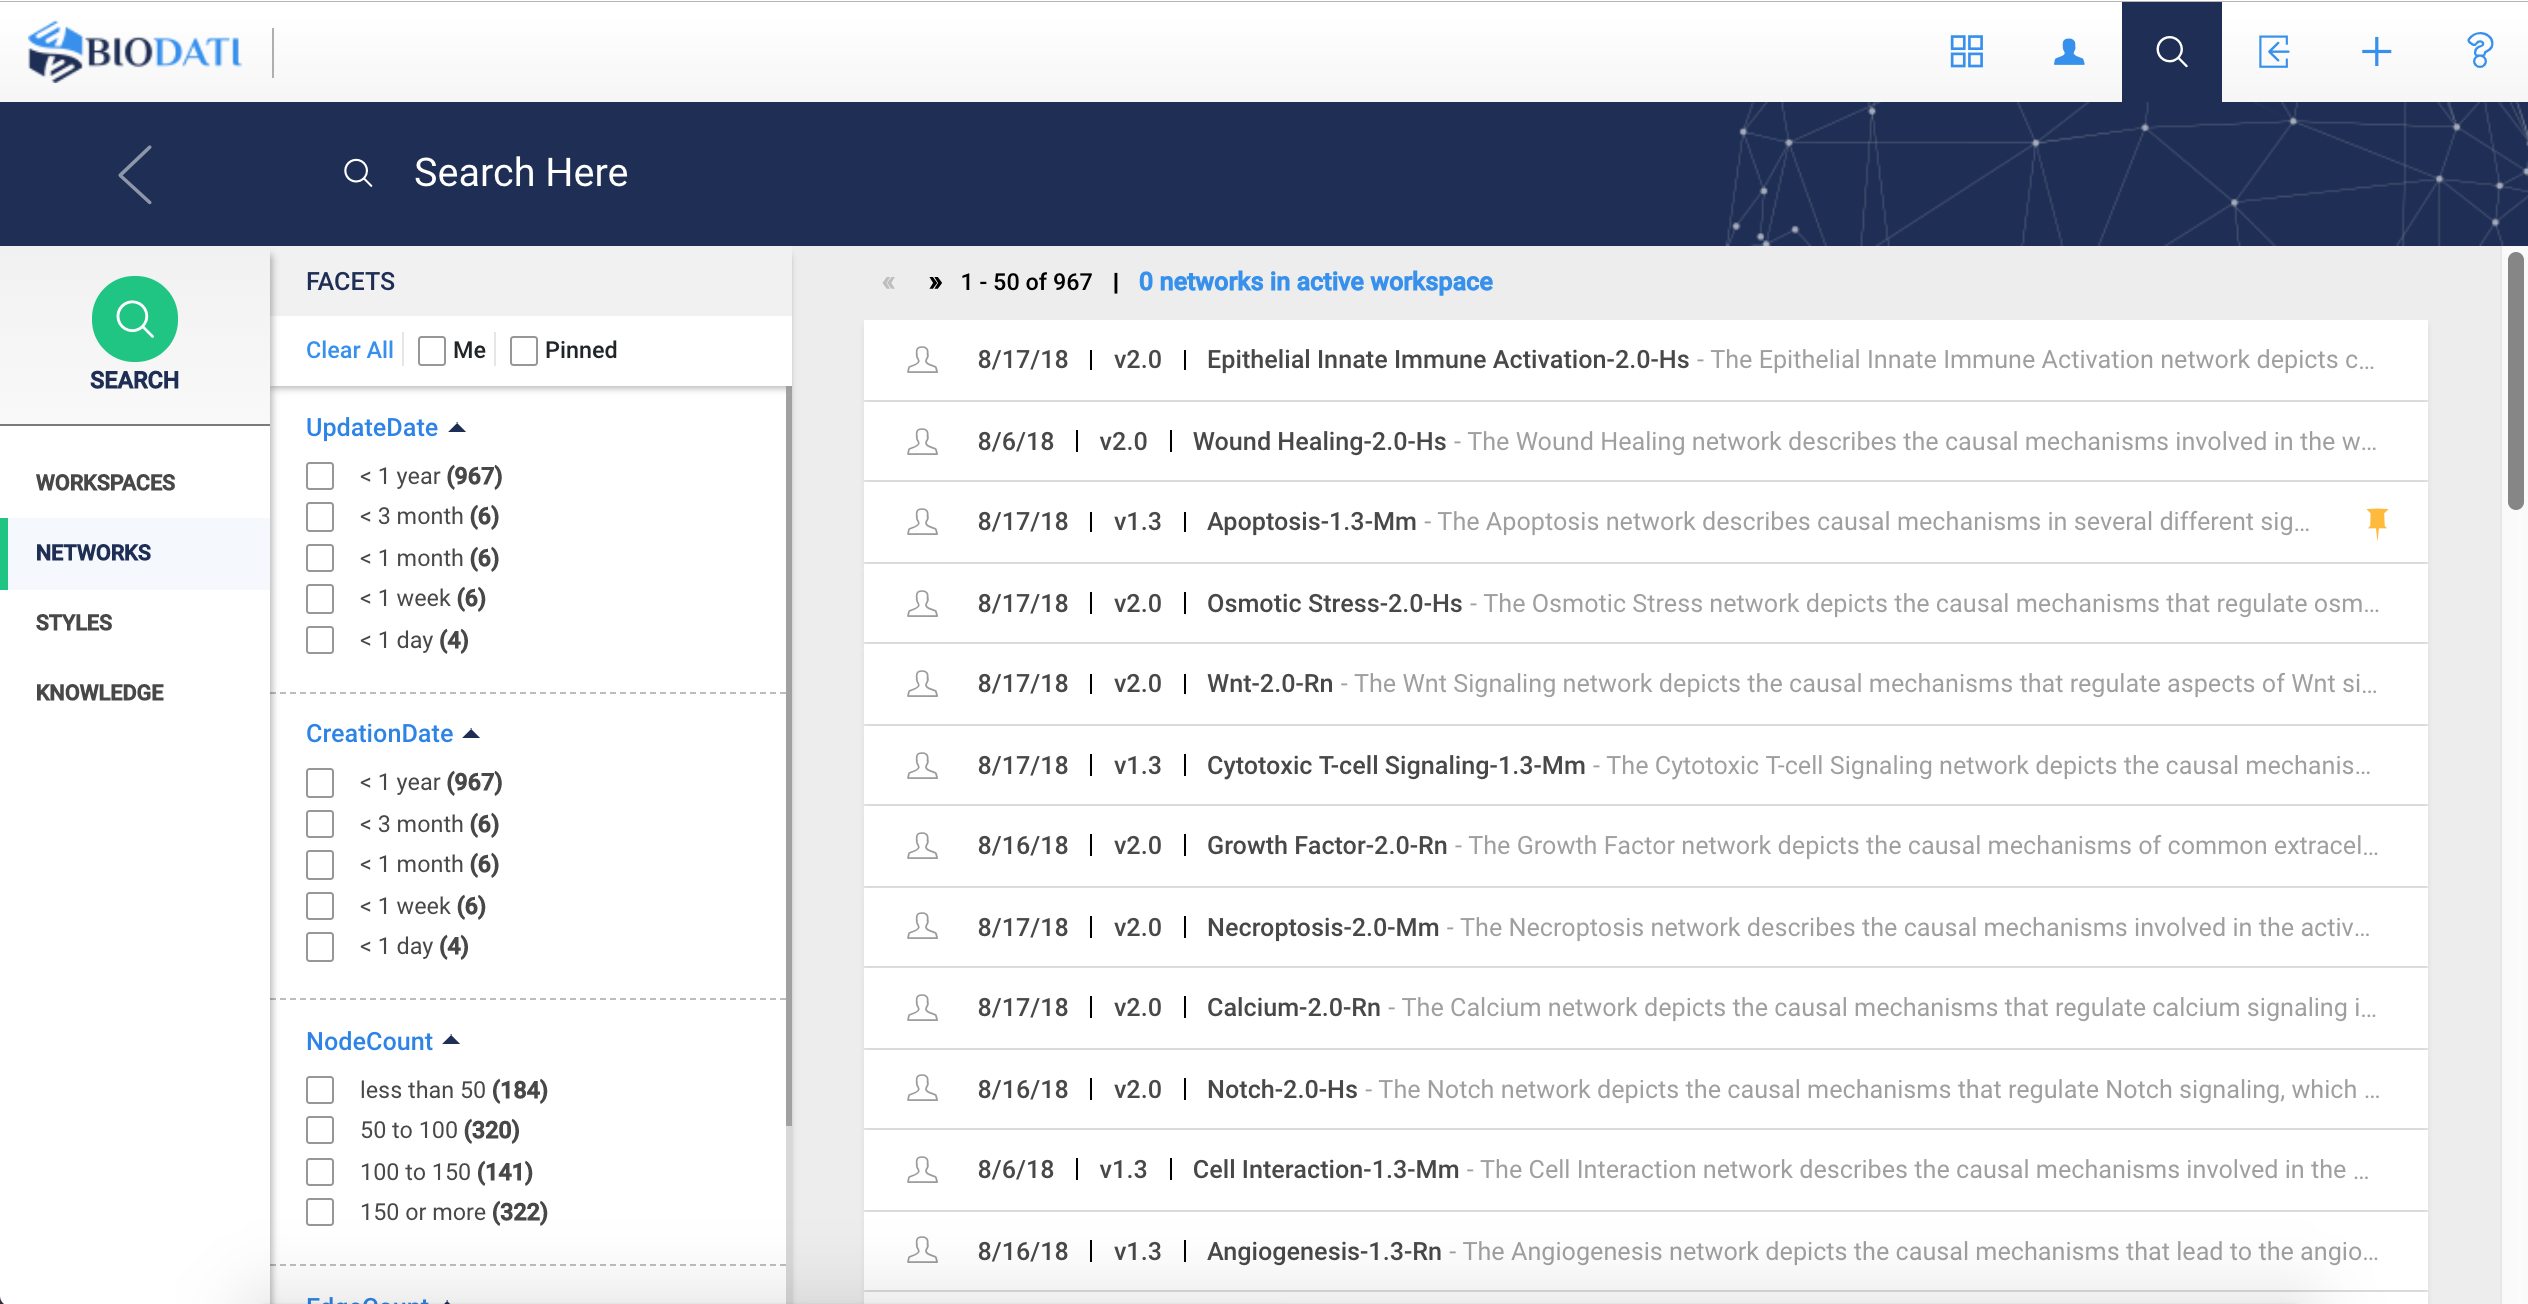 BIODATI
Search Here
SEARCH
WORKSPACES
NETWORKS
STYLES
KNOWLEDGE
FACETS
Clear All Me Pinned
UpdateDate
< 1 year (967)
< 3 month (6)
< 1 month (6)
< 1 week (6)
< 1 day (4)
CreationDate
< 1 year (967)
< 3 month (6)
< 1 month (6)
< 1 week (6)
< 1 day (4)
NodeCount
less than 50 (184)
50 to 100 (320)
100 to 150 (141)
150 or more (322)
EdgeCount
« » 1 - 50 of 967 | 0 networks in active workspace
8/17/18 | v2.0 | Epithelial Innate Immune Activation-2.0-Hs - The Epithelial Innate Immune Activation network depicts c...
8/6/18 | v2.0 | Wound Healing-2.0-Hs - The Wound Healing network describes the causal mechanisms involved in the w...
8/17/18 | v1.3 | Apoptosis-1.3-Mm - The Apoptosis network describes causal mechanisms in several different sig...
8/17/18 | v2.0 | Osmotic Stress-2.0-Hs - The Osmotic Stress network depicts the causal mechanisms that regulate osm...
8/17/18 | v2.0 | Wnt-2.0-Rn - The Wnt Signaling network depicts the causal mechanisms that regulate aspects of Wnt si...
8/17/18 | v1.3 | Cytotoxic T-cell Signaling-1.3-Mm - The Cytotoxic T-cell Signaling network depicts the causal mechanis...
8/16/18 | v2.0 | Growth Factor-2.0-Rn - The Growth Factor network depicts the causal mechanisms of common extracel...
8/17/18 | v2.0 | Necroptosis-2.0-Mm - The Necroptosis network describes the causal mechanisms involved in the activ...
8/17/18 | v2.0 | Calcium-2.0-Rn - The Calcium network depicts the causal mechanisms that regulate calcium signaling i...
8/16/18 | v2.0 | Notch-2.0-Hs - The Notch network depicts the causal mechanisms that regulate Notch signaling, which ...
8/6/18 | v1.3 | Cell Interaction-1.3-Mm - The Cell Interaction network describes the causal mechanisms involved in the ...
8/16/18 | v1.3 | Angiogenesis-1.3-Rn - The Angiogenesis network depicts the causal mechanisms that lead to the angio...